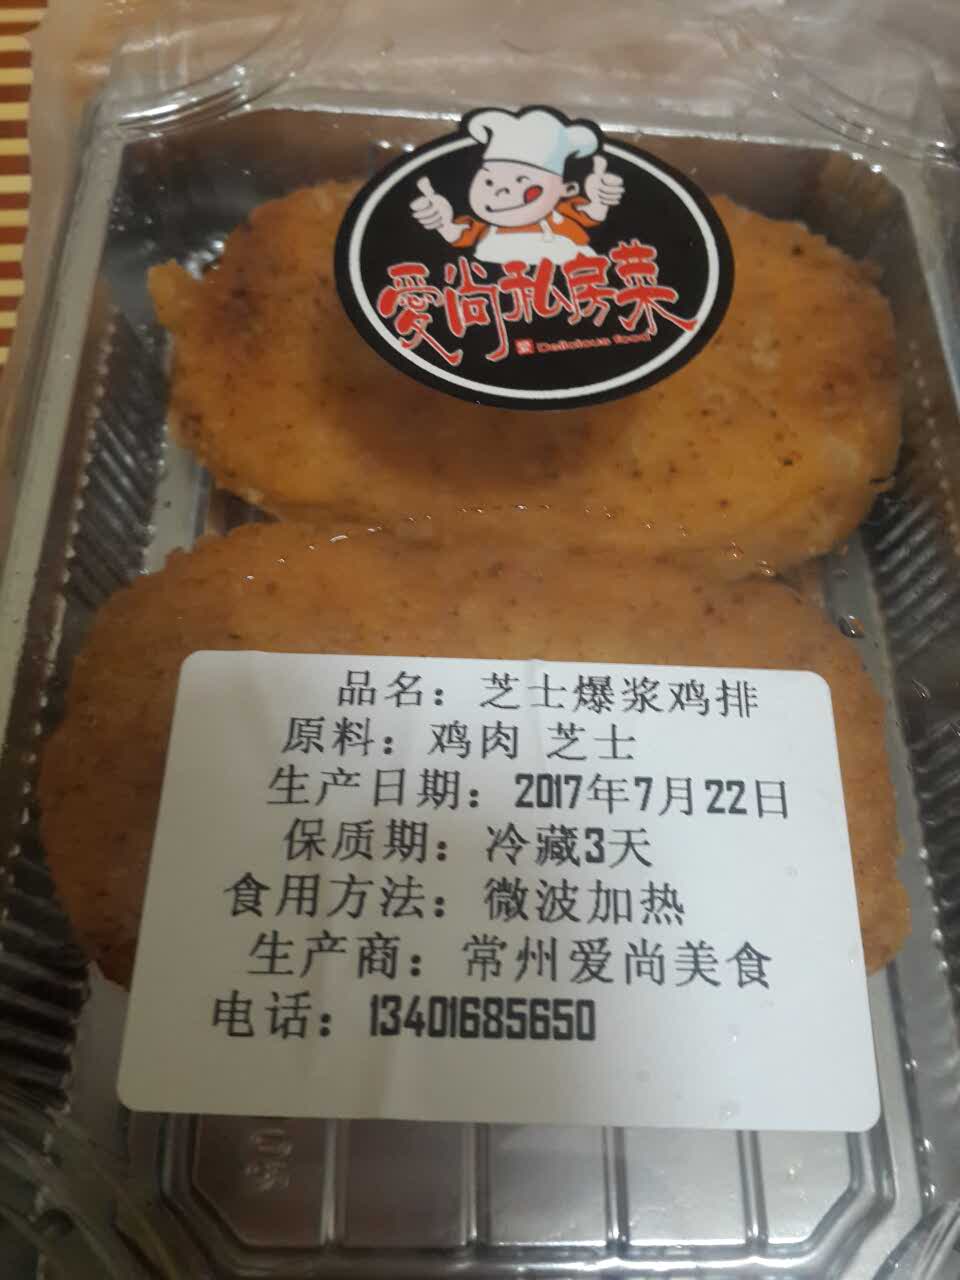 爱尚私房菜
爱 Delicious food
品名：芝士爆浆鸡排
原料：鸡肉 芝士
生产日期：2017年7月22日
保质期：冷藏3天
食用方法：微波加热
生产商：常州爱尚美食
电话：13401685650